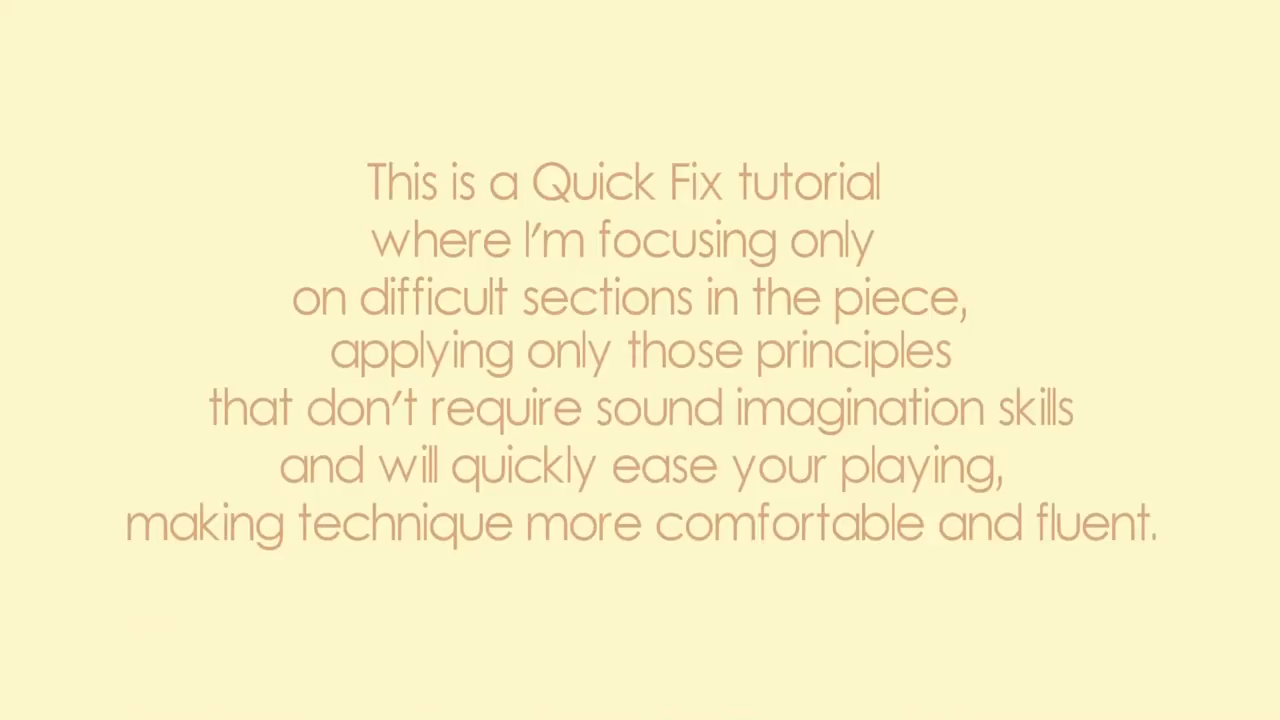 This is a Quick Fix tutorial
where I'm focusing only
on difficult sections in the piece,
applying only those principles
that don't require sound imagination skills
and will quickly ease your playing,
making technique more comfortable and fluent.